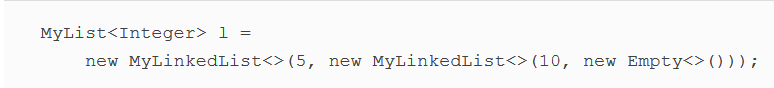 MyList<Integer> l =
new MyLinkedList<>(5, new MyLinkedList<>(10, new Empty<>()));